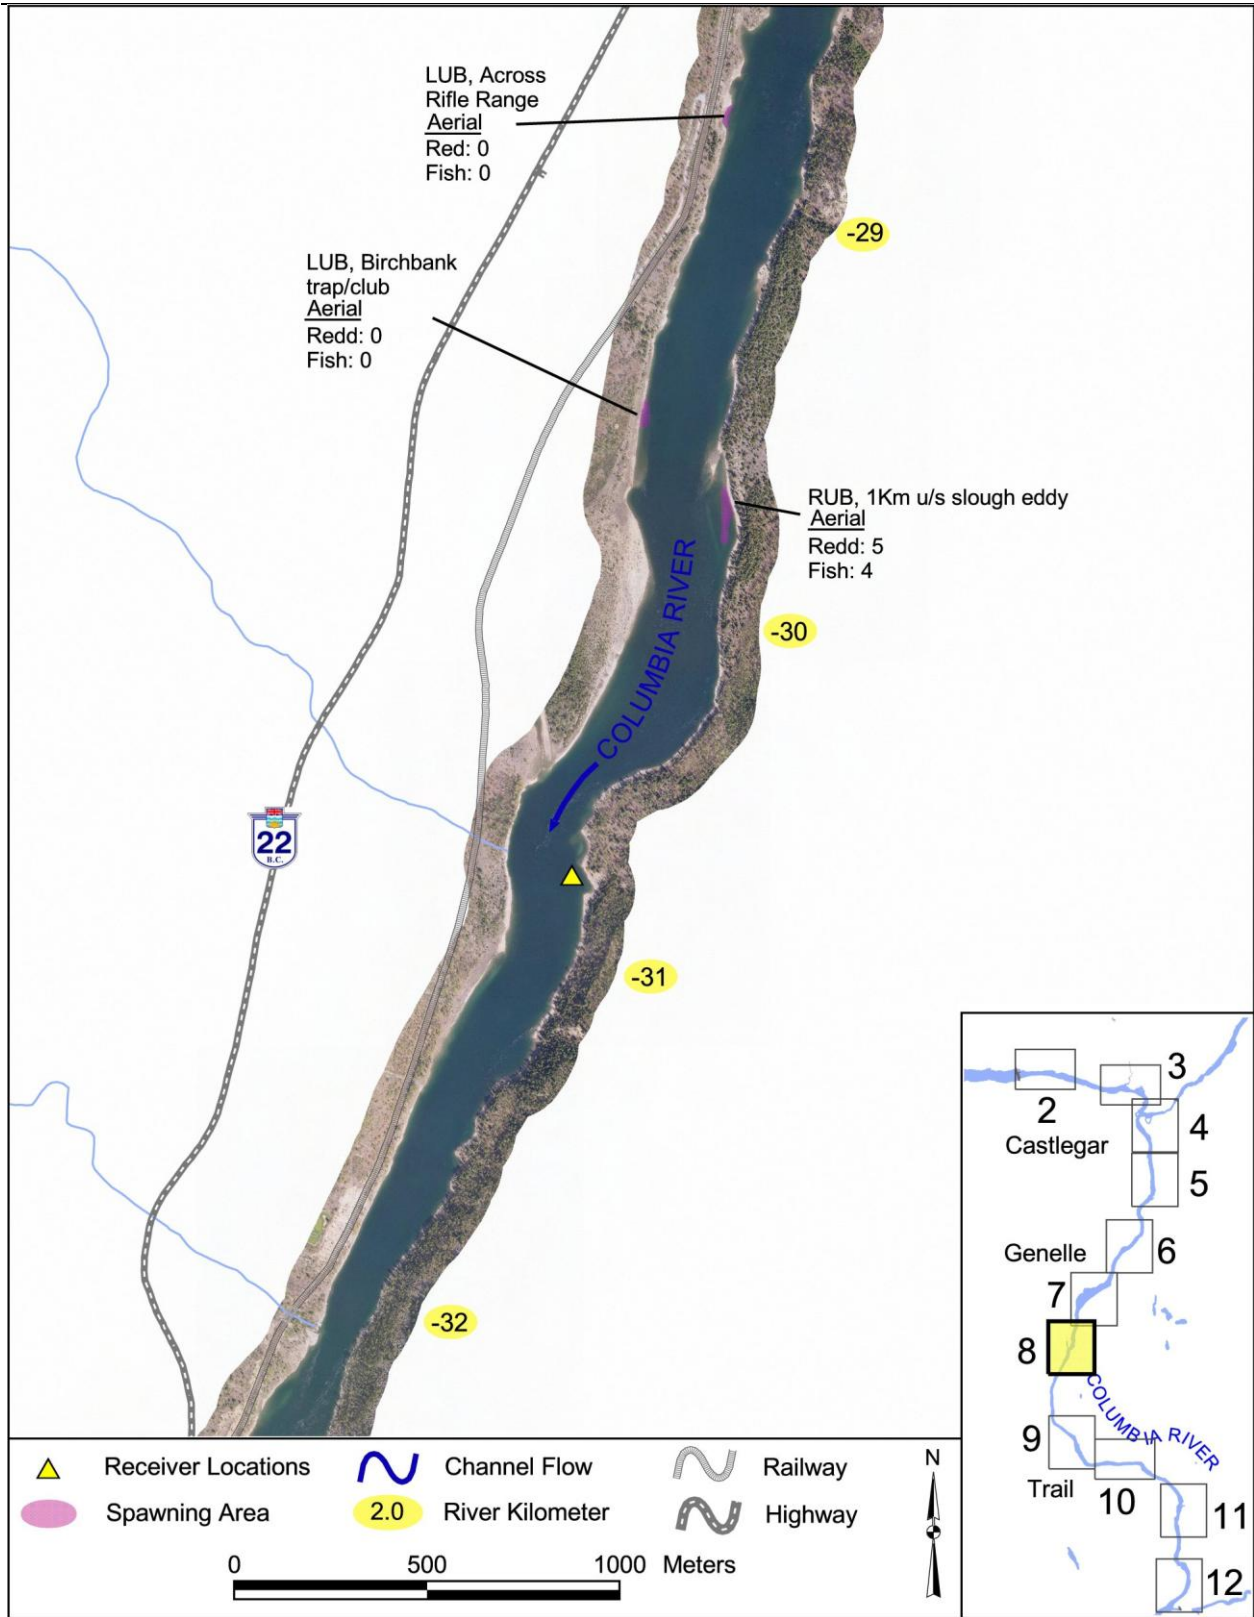 LUB, Across
Rifle Range
Aerial
Red: 0
Fish: 0
-29
LUB, Birchbank
trap/club
Aerial
Redd: 0
Fish: 0
RUB, 1Km u/s slough eddy
Aerial
Redd: 5
Fish: 4
-30
COLUMBIA RIVER
22
B.C.
-31
-32
3
2
4
Castlegar
5
6
Genelle
7
8
COLUMBIA RIVER
9
Trail
10
11
12
Receiver Locations
Channel Flow
Railway
Spawning Area
2.0
River Kilometer
Highway
N
0 500 1000 Meters